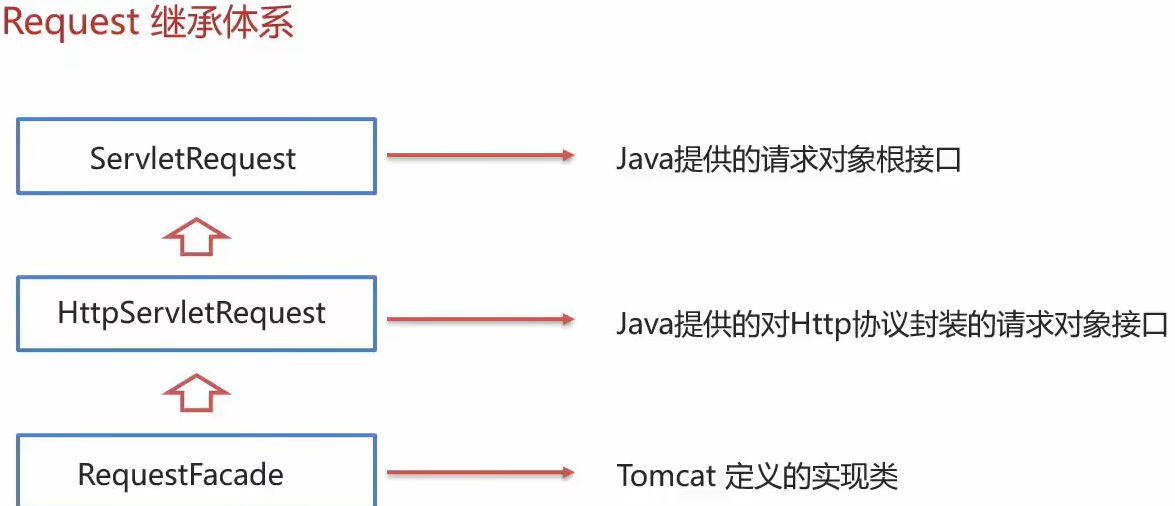 Request 继承体系
ServletRequest
Java提供的请求对象根接口
HttpServletRequest
Java提供的对Http协议封装的请求对象接口
RequestFacade
Tomcat 定义的实现类